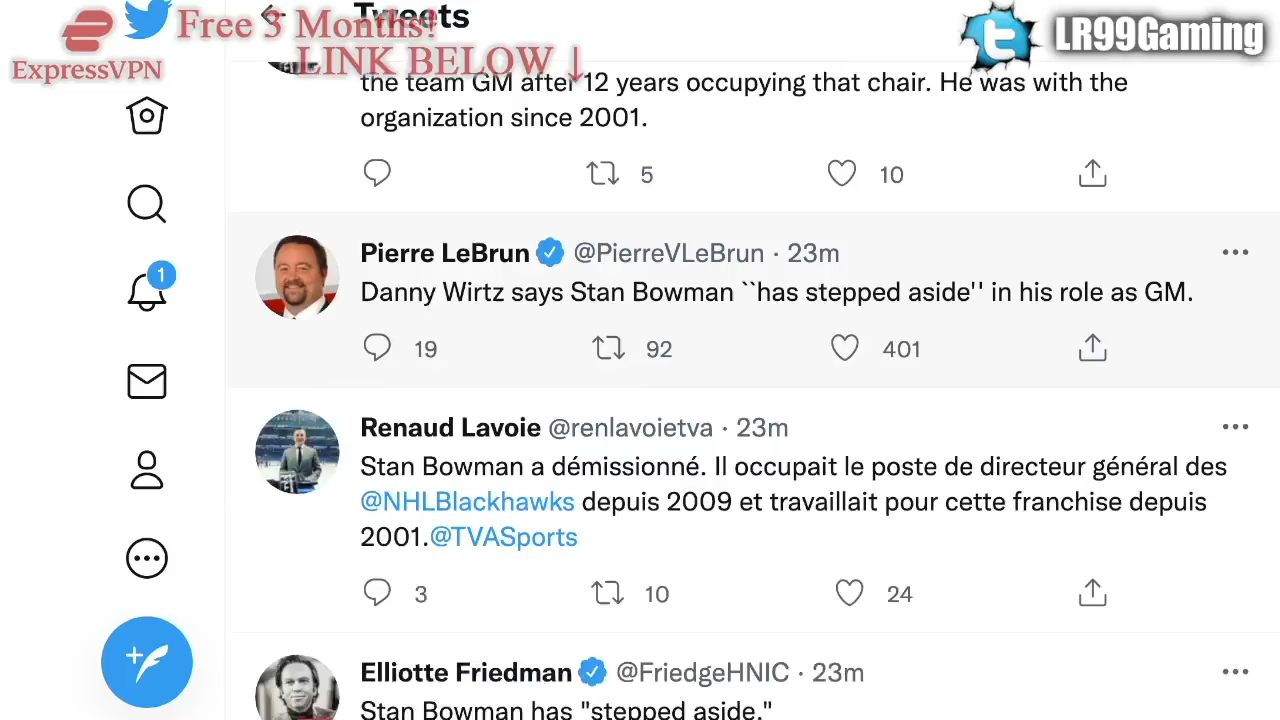 Tweets
Free 3 Months!
LINK BELOW ↓
ExpressVPN
LR99Gaming
the team GM after 12 years occupying that chair. He was with the
organization since 2001.
5
10
1
Pierre LeBrun @PierreVLeBrun · 23m
Danny Wirtz says Stan Bowman ``has stepped aside'' in his role as GM.
19
92
401
Renaud Lavoie @renlavoietva · 23m
Stan Bowman a démissionné. Il occupait le poste de directeur général des
@NHLBlackhawks depuis 2009 et travaillait pour cette franchise depuis
2001.@TVASports
3
10
24
Elliotte Friedman @FriedgeHNIC · 23m
Stan Bowman has "stepped aside."